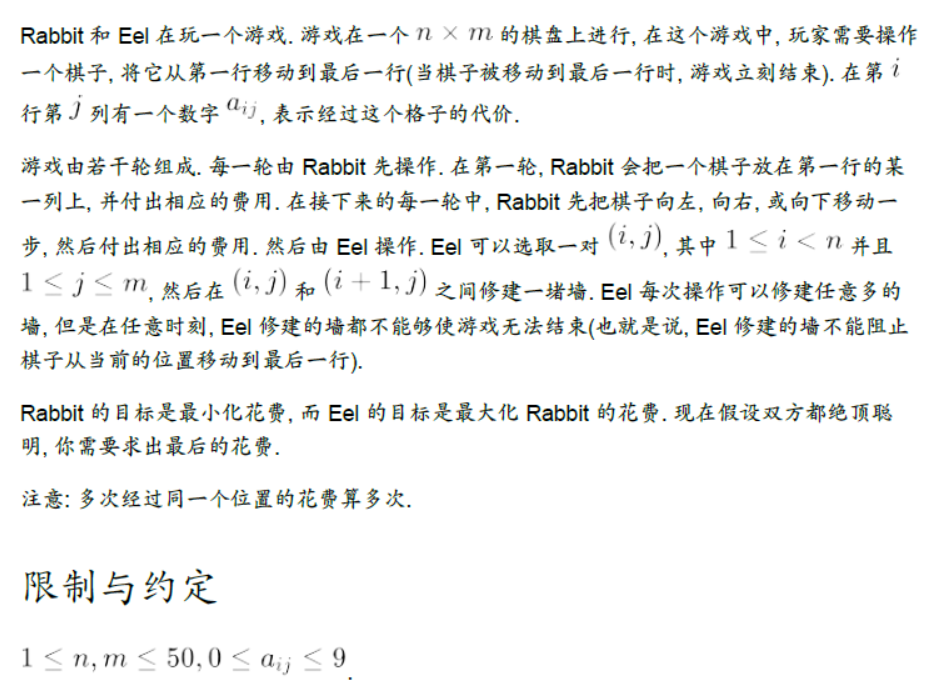 Rabbit 和 Eel 在玩一个游戏. 游戏在一个 n × m 的棋盘上进行, 在这个游戏中, 玩家需要操作
一个棋子, 将它从第一行移动到最后一行(当棋子被移动到最后一行时, 游戏立刻结束). 在第 i
行第 j 列有一个数字 a_{ij}, 表示经过这个格子的代价.
游戏由若干轮组成. 每一轮由 Rabbit 先操作. 在第一轮, Rabbit 会把一个棋子放在第一行的某
一列上, 并付出相应的费用. 在接下来的每一轮中, Rabbit 先把棋子向左, 向右, 或向下移动一
步, 然后付出相应的费用. 然后由 Eel 操作. Eel 可以选取一对 (i, j), 其中 1 ≤ i < n 并且
1 ≤ j ≤ m, 然后在 (i, j) 和 (i + 1, j) 之间修建一堵墙. Eel 每次操作可以修建任意多的
墙, 但是在任意时刻, Eel 修建的墙都不能够使游戏无法结束(也就是说, Eel 修建的墙不能阻止
棋子从当前的位置移动到最后一行).
Rabbit 的目标是最小化花费, 而 Eel 的目标是最大化 Rabbit 的花费. 现在假设双方都绝顶聪
明, 你需要求出最后的花费.
注意: 多次经过同一个位置的花费算多次.
限制与约定
1 ≤ n, m ≤ 50, 0 ≤ a_{ij} ≤ 9.